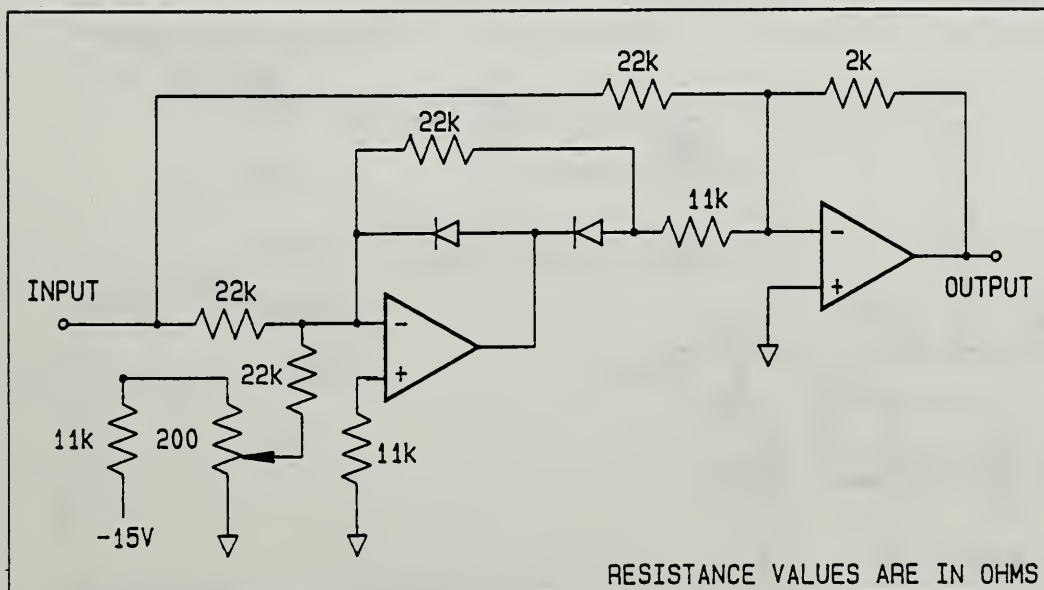 22k
2k
22k
11k
INPUT
22k
−
+
OUTPUT
22k
−
+
11k
200
11k
-15V
RESISTANCE VALUES ARE IN OHMS